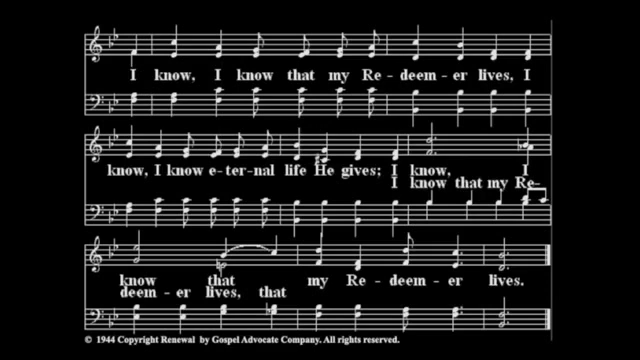 I know, I know that my Re - deem - er lives, I
know, I know e - ter - nal life He gives; I know, I
I know that my Re-
know that my Re - deem - er lives.
deem - er lives, that
© 1944 Copyright Renewal by Gospel Advocate Company. All rights reserved.